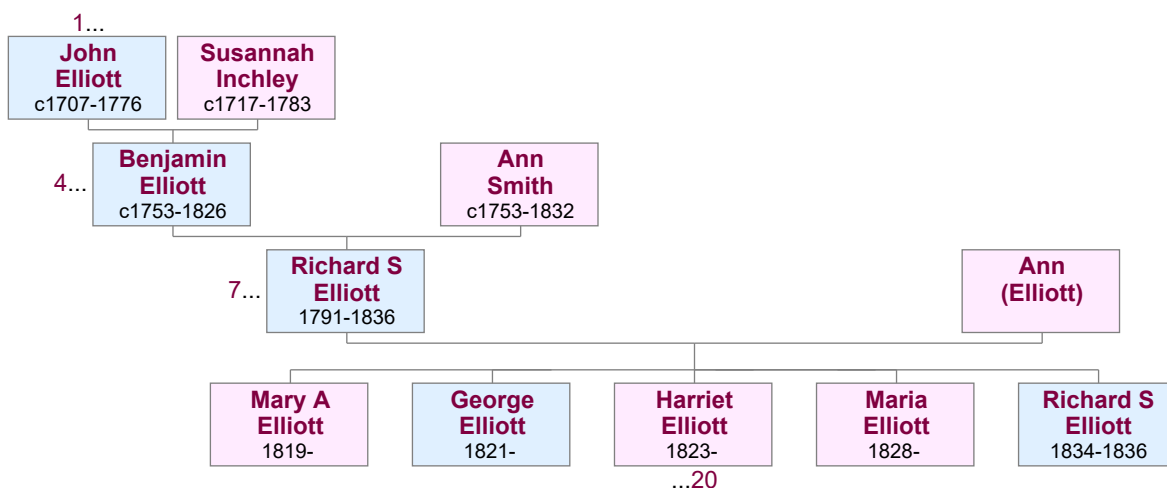 1...
John
Elliott
c1707-1776
Susannah
Inchley
c1717-1783
4...
Benjamin
Elliott
c1753-1826
Ann
Smith
c1753-1832
7...
Richard S
Elliott
1791-1836
Ann
(Elliott)
Mary A
Elliott
1819-
George
Elliott
1821-
Harriet
Elliott
1823-
Maria
Elliott
1828-
Richard S
Elliott
1834-1836
...20